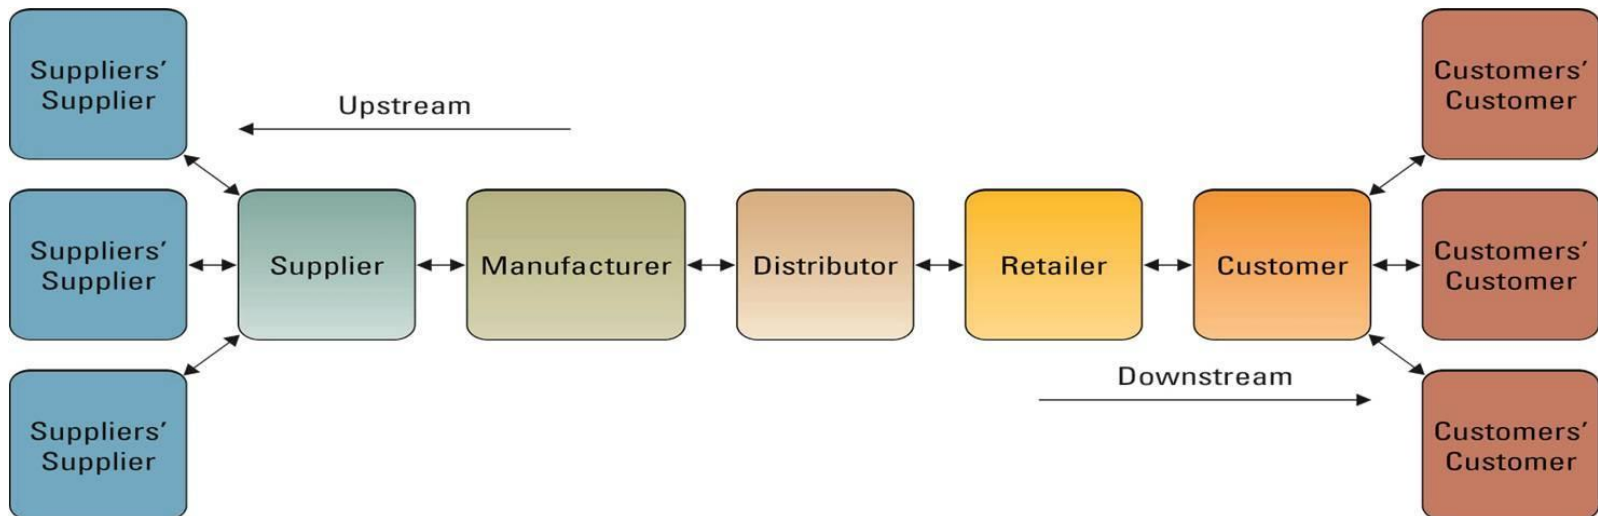 Suppliers’
Supplier
Customers’
Customer
Upstream
Suppliers’
Supplier
Supplier
Manufacturer
Distributor
Retailer
Customer
Customers’
Customer
Downstream
Suppliers’
Supplier
Customers’
Customer